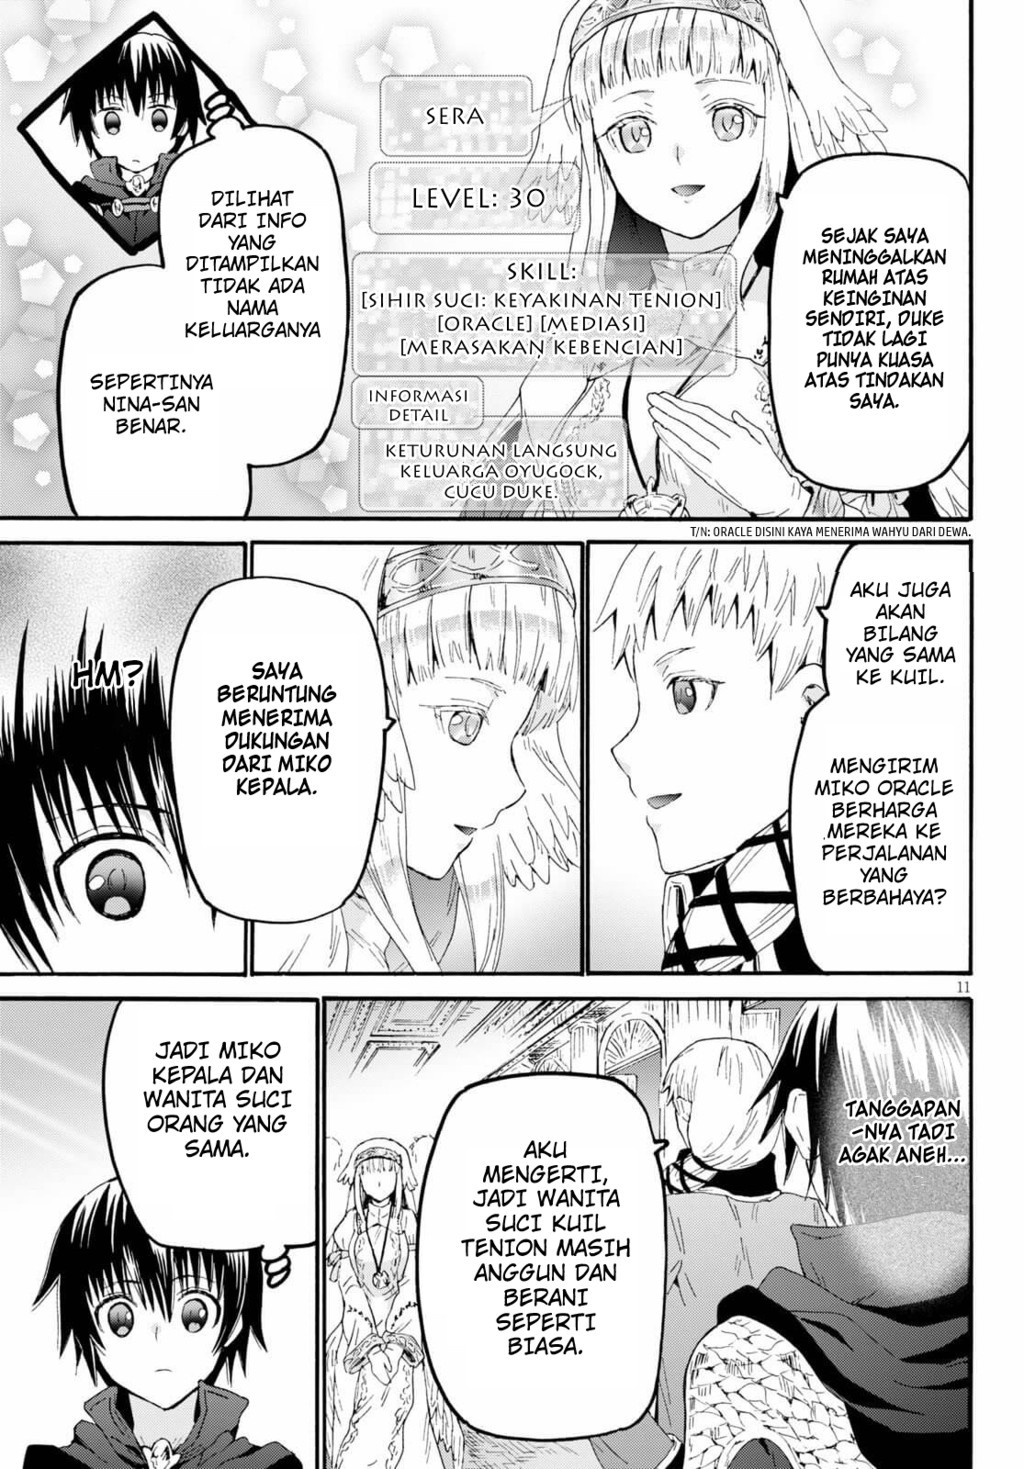 SEJAK SAYA
MENINGGALKAN
RUMAH ATAS
KEINGINAN
SENDIRI, DUKE
TIDAK LAGI
PUNYA KUASA
ATAS TINDAKAN
SAYA.
SERA
LEVEL: 30
SKILL:
[SIHIR SUCI: KEYAKINAN TENION]
[ORACLE] [MEDIASI]
[MERASAKAN KEBENCIAN]
INFORMASI
DETAIL
KETURUNAN LANGSUNG
KELUARGA OYUGOCK,
CUCU DUKE.
DILIHAT
DARI INFO
YANG
DITAMPILKAN
TIDAK ADA
NAMA
KELUARGANYA
SEPERTINYA
NINA-SAN
BENAR.
T/N: ORACLE DISINI KAYA MENERIMA WAHYU DARI DEWA.
AKU JUGA
AKAN
BILANG
YANG SAMA
KE KUIL.
MENGIRIM
MIKO ORACLE
BERHARGA
MEREKA KE
PERJALANAN
YANG
BERBAHAYA?
SAYA
BERUNTUNG
MENERIMA
DUKUNGAN
DARI MIKO
KEPALA.
HM?
11
TANGGAPAN
-NYA TADI
AGAK ANEH...
AKU
MENGERTI,
JADI WANITA
SUCI KUIL
TENION MASIH
ANGGUN DAN
BERANI
SEPERTI
BIASA.
JADI MIKO
KEPALA DAN
WANITA SUCI
ORANG YANG
SAMA.